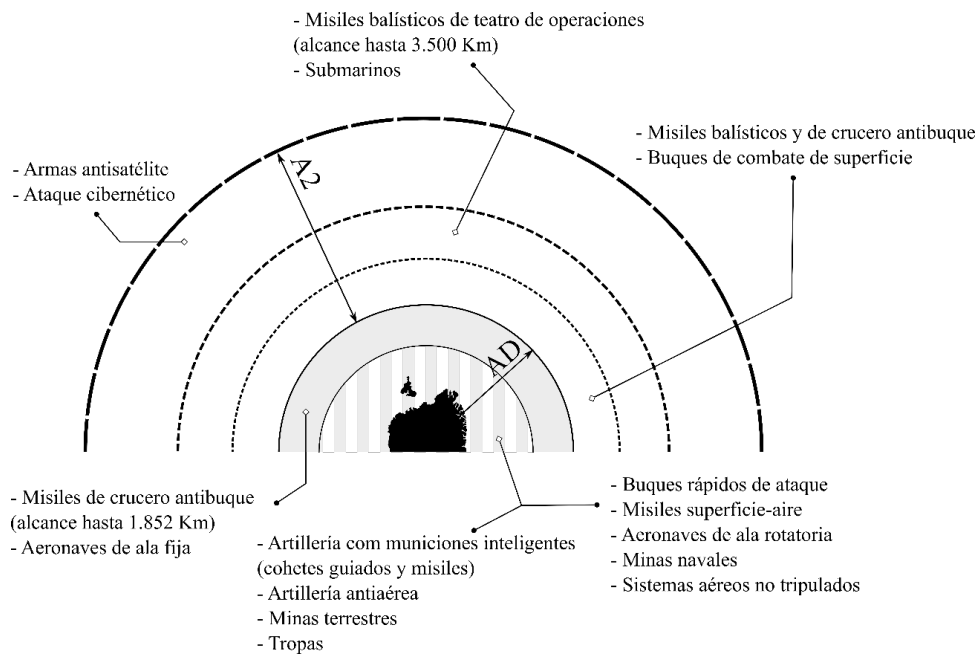 - Misiles balísticos de teatro de operaciones
(alcance hasta 3.500 Km)
- Submarinos
- Misiles balísticos y de crucero antibuque
- Buques de combate de superficie
- Armas antisatélite
- Ataque cibernético
A2
AD
- Misiles de crucero antibuque
(alcance hasta 1.852 Km)
- Aeronaves de ala fija
- Artillería com municiones inteligentes
(cohetes guiados y misiles)
- Artillería antiaérea
- Minas terrestres
- Tropas
- Buques rápidos de ataque
- Misiles superficie-aire
- Aeronaves de ala rotatoria
- Minas navales
- Sistemas aéreos no tripulados